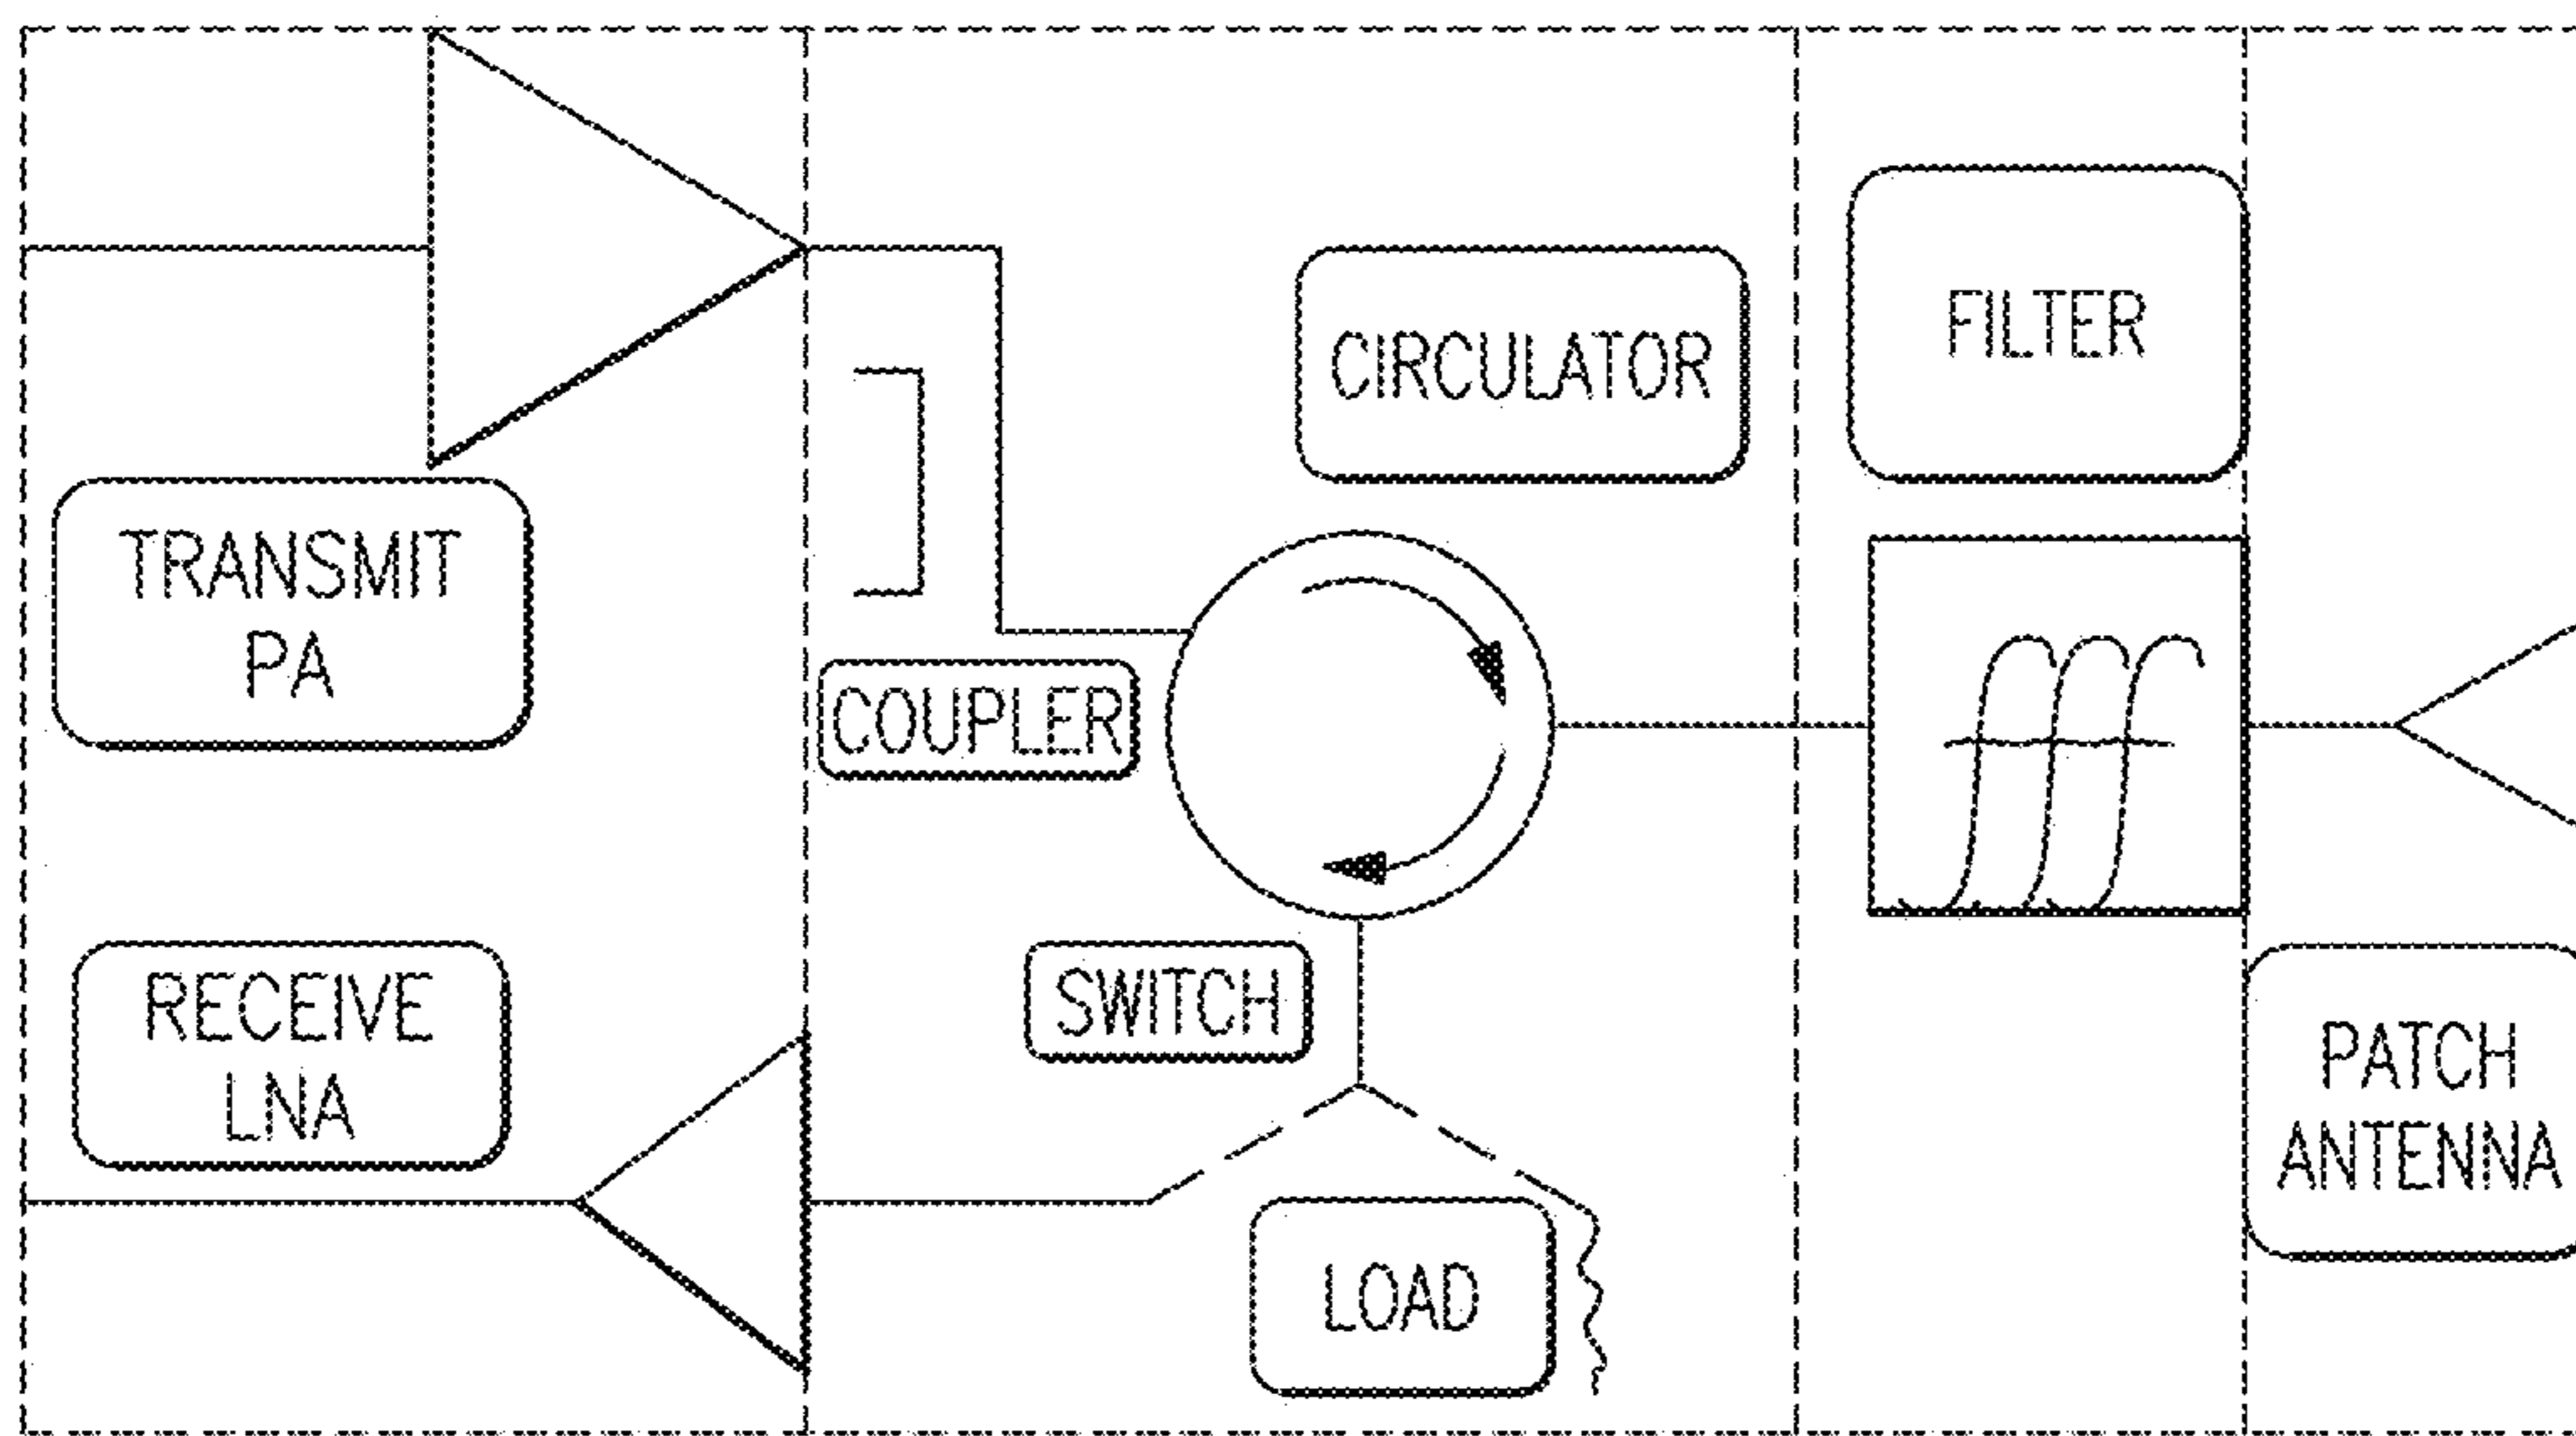 TRANSMIT
PA
COUPLER
CIRCULATOR
FILTER
RECEIVE
LNA
SWITCH
LOAD
PATCH
ANTENNA